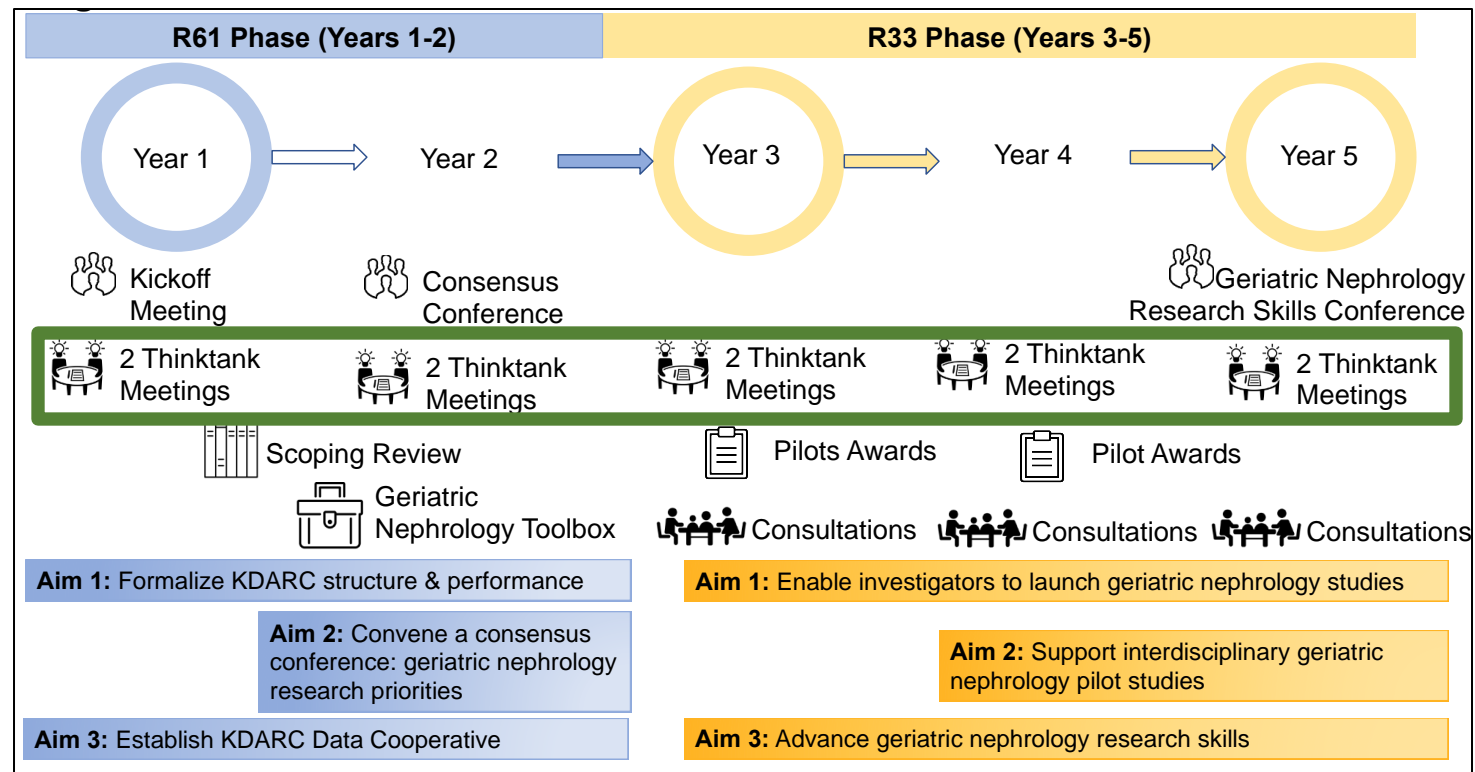 R61 Phase (Years 1-2)
R33 Phase (Years 3-5)
Year 1
Year 2
Year 3
Year 4
Year 5
Kickoff
Meeting
Consensus
Conference
Geriatric Nephrology
Research Skills Conference
2 Thinktank
Meetings
2 Thinktank
Meetings
2 Thinktank
Meetings
2 Thinktank
Meetings
2 Thinktank
Meetings
Scoping Review
Pilots Awards
Pilot Awards
Geriatric
Nephrology Toolbox
Consultations
Consultations
Consultations
Aim 1: Formalize KDARC structure & performance
Aim 1: Enable investigators to launch geriatric nephrology studies
Aim 2: Convene a consensus
conference: geriatric nephrology
research priorities
Aim 2: Support interdisciplinary geriatric
nephrology pilot studies
Aim 3: Establish KDARC Data Cooperative
Aim 3: Advance geriatric nephrology research skills